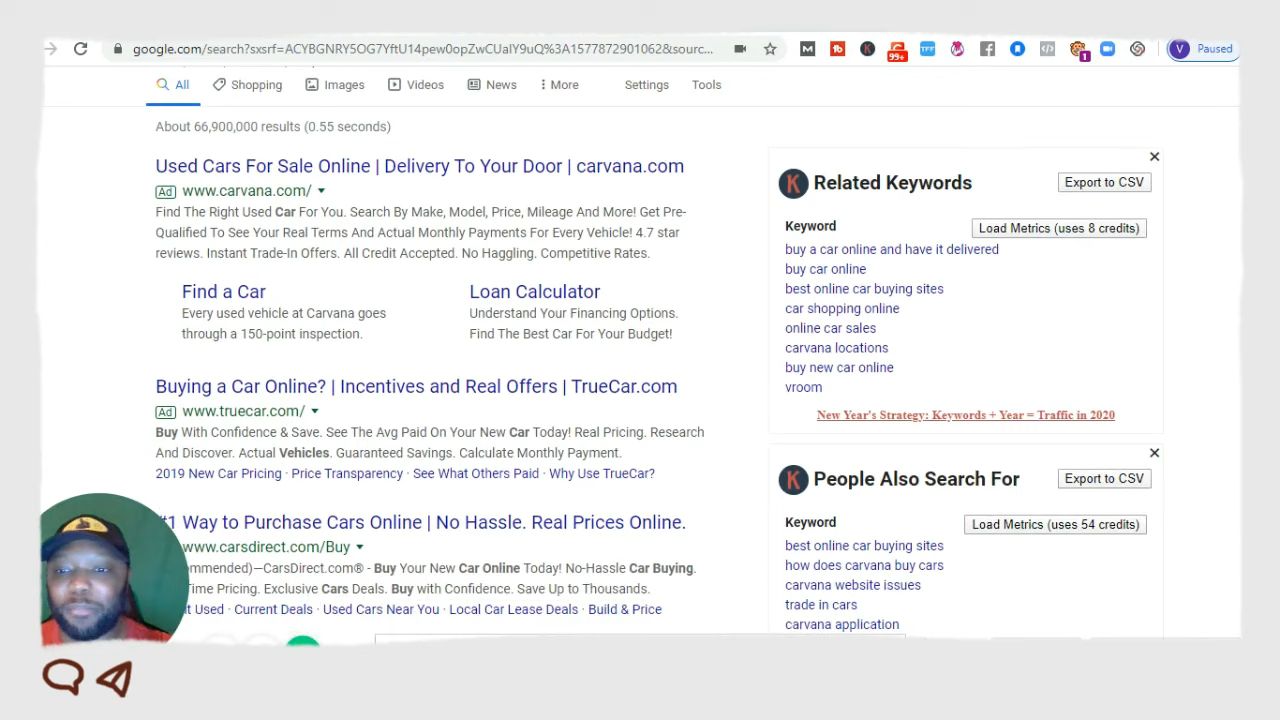 google.com/search?sxsrf=ACYBGNRY5OG7YftU14pew0opZwCUalY9uQ%3A1577872901062&sourc...
99+
TFF
1
V Paused
All Shopping Images Videos News More Settings Tools
About 66,900,000 results (0.55 seconds)
Used Cars For Sale Online | Delivery To Your Door | carvana.com
Ad www.carvana.com/
Find The Right Used Car For You. Search By Make, Model, Price, Mileage And More! Get Pre-
Qualified To See Your Real Terms And Actual Monthly Payments For Every Vehicle! 4.7 star
reviews. Instant Trade-In Offers. All Credit Accepted. No Haggling. Competitive Rates.
Find a Car
Every used vehicle at Carvana goes
through a 150-point inspection.
Loan Calculator
Understand Your Financing Options.
Find The Best Car For Your Budget!
Buying a Car Online? | Incentives and Real Offers | TrueCar.com
Ad www.truecar.com/
Buy With Confidence & Save. See The Avg Paid On Your New Car Today! Real Pricing. Research
And Discover. Actual Vehicles. Guaranteed Savings. Calculate Monthly Payment.
2019 New Car Pricing · Price Transparency · See What Others Paid · Why Use TrueCar?
#1 Way to Purchase Cars Online | No Hassle. Real Prices Online.
www.carsdirect.com/Buy
Buy Your New Car Online Today! No-Hassle Car Buying.
Time Pricing. Exclusive Cars Deals. Buy with Confidence. Save Up to Thousands.
Used · Current Deals · Used Cars Near You · Local Car Lease Deals · Build & Price
K Related Keywords
Export to CSV
Keyword
Load Metrics (uses 8 credits)
buy a car online and have it delivered
buy car online
best online car buying sites
car shopping online
online car sales
carvana locations
buy new car online
vroom
New Year's Strategy: Keywords + Year = Traffic in 2020
K People Also Search For
Export to CSV
Keyword
Load Metrics (uses 54 credits)
best online car buying sites
how does carvana buy cars
carvana website issues
trade in cars
carvana application